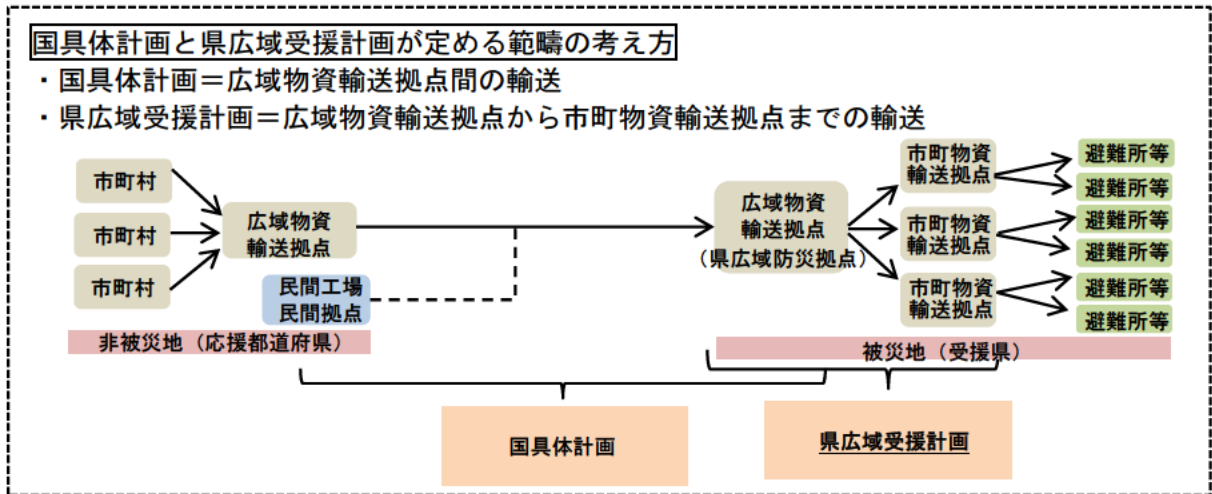 国具体計画と県広域受援計画が定める範疇の考え方
・国具体計画＝広域物資輸送拠点間の輸送
・県広域受援計画＝広域物資輸送拠点から市町物資輸送拠点までの輸送
市町村
市町村
市町村
広域物資
輸送拠点
民間工場
民間拠点
非被災地（応援都道府県）
広域物資
輸送拠点
（県広域防災拠点）
市町物資
輸送拠点
市町物資
輸送拠点
市町物資
輸送拠点
避難所等
避難所等
避難所等
避難所等
避難所等
避難所等
被災地（受援県）
国具体計画
県広域受援計画